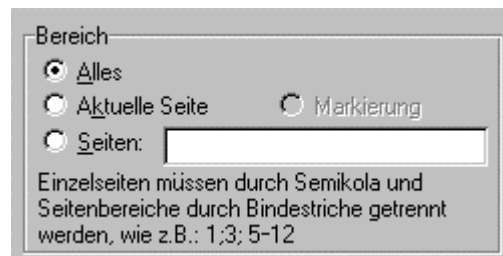 Bereich
Alles
Aktuelle Seite Markierung
Seiten:
Einzelseiten müssen durch Semikola und
Seitenbereiche durch Bindestriche getrennt
werden, wie z.B.: 1;3; 5-12